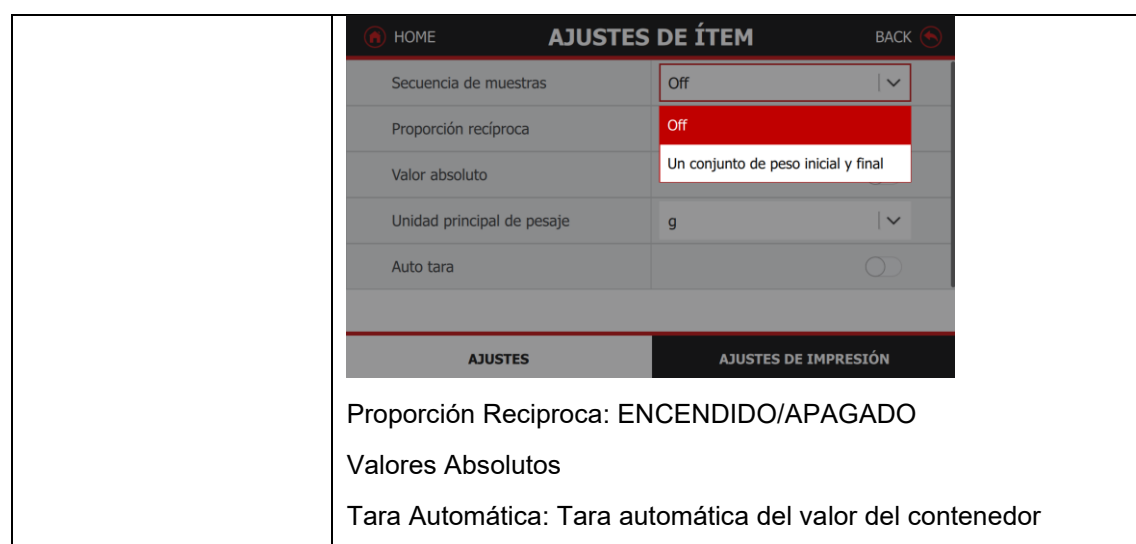 HOME AJUSTES DE ÍTEM BACK
Secuencia de muestras Off
Proporción recíproca Off
Valor absoluto Un conjunto de peso inicial y final
Unidad principal de pesaje g
Auto tara
AJUSTES AJUSTES DE IMPRESIÓN
Proporción Reciproca: ENCENDIDO/APAGADO
Valores Absolutos
Tara Automática: Tara automática del valor del contenedor